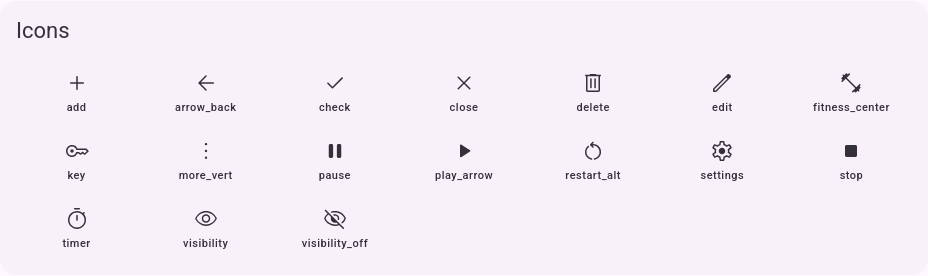 Icons
add arrow_back check close delete edit fitness_center
key more_vert pause play_arrow restart_alt settings stop
timer visibility visibility_off